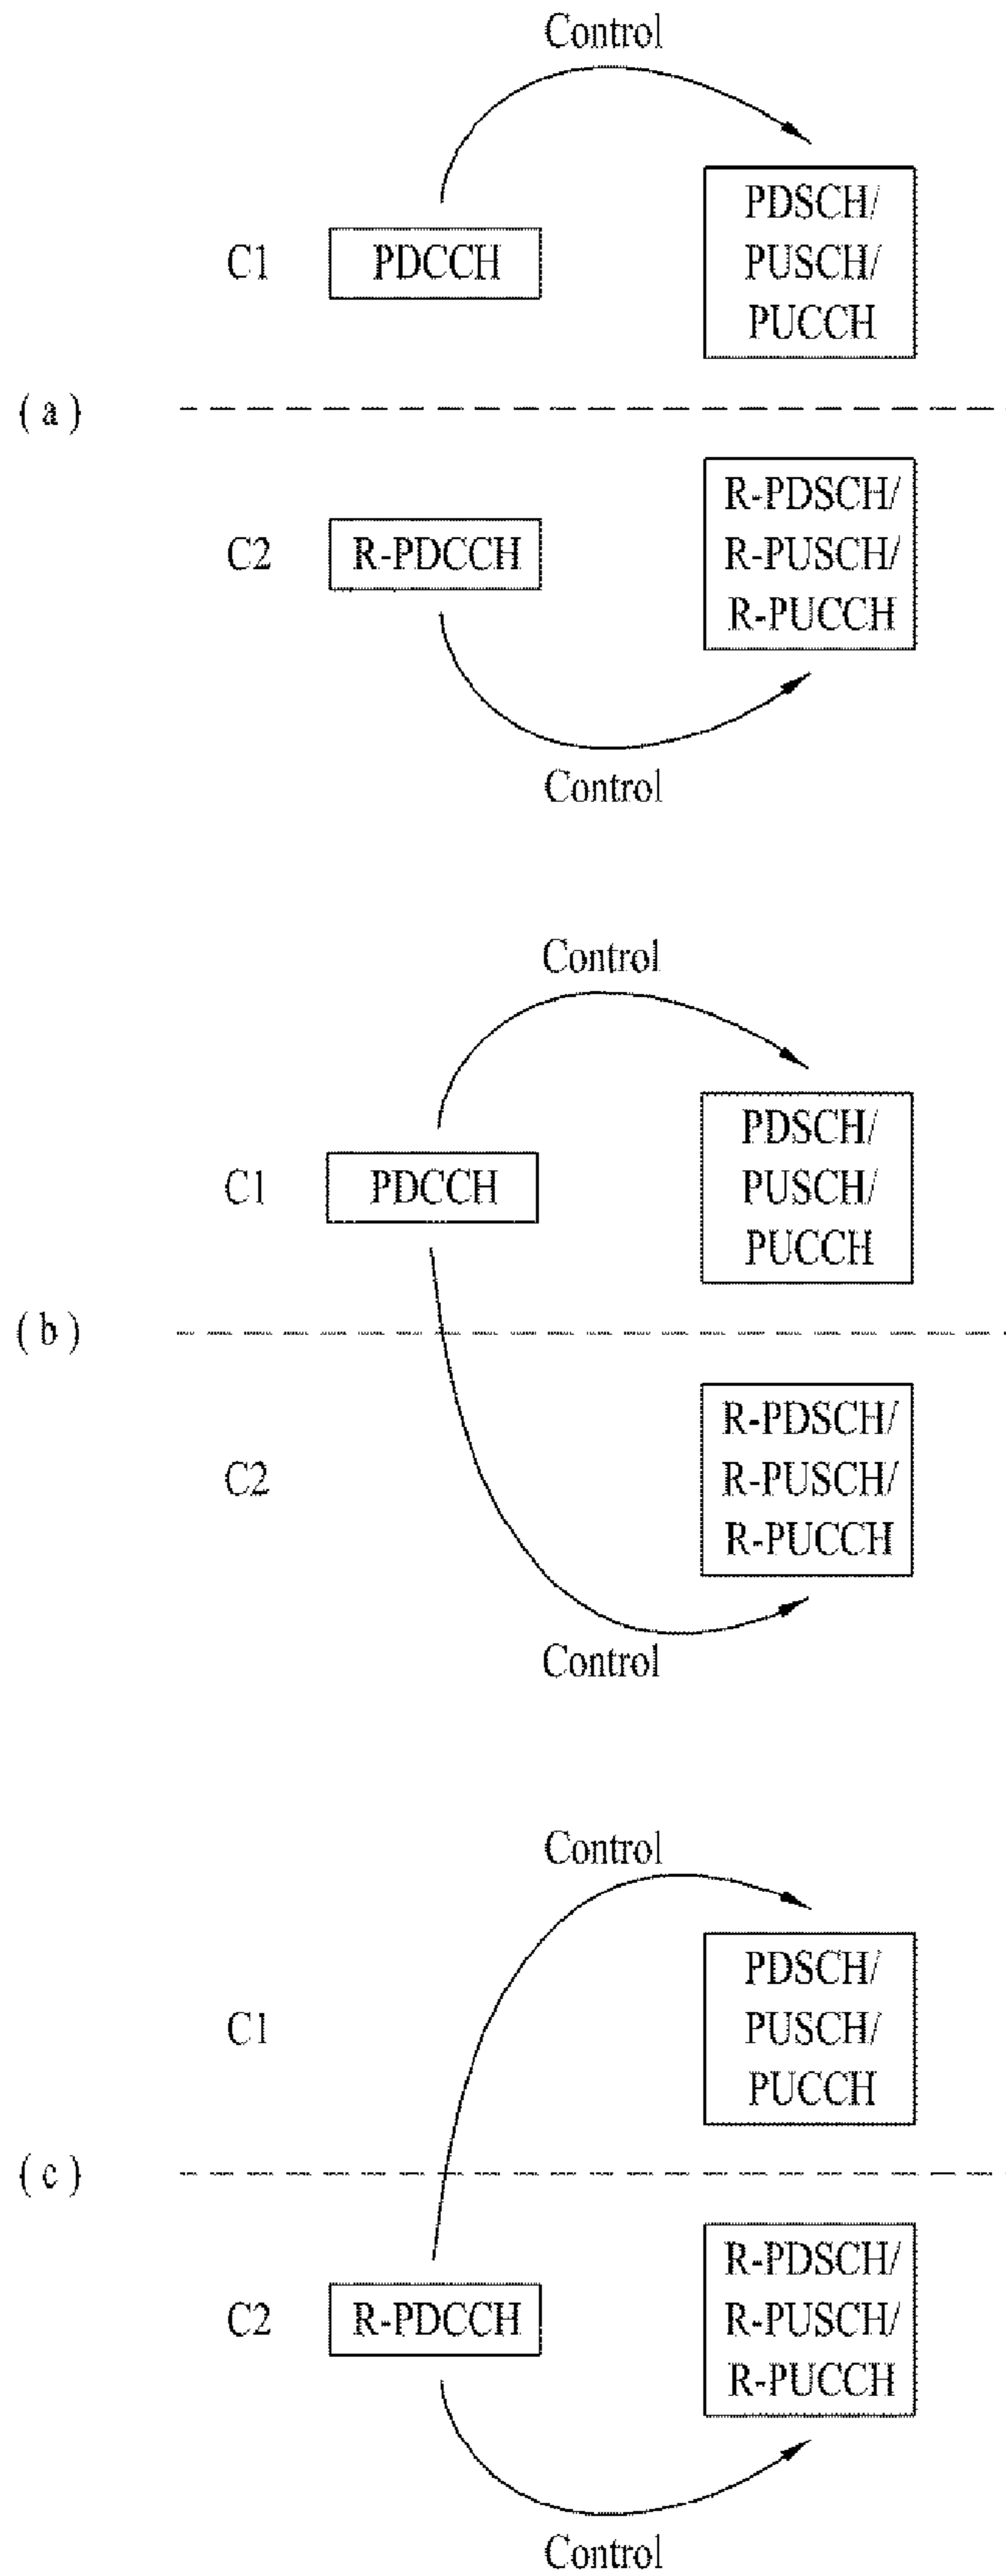 Control
C1
PDCCH
PDSCH/
PUSCH/
PUCCH
( a )
C2
R-PDCCH
R-PDSCH/
R-PUSCH/
R-PUCCH
Control
Control
C1
PDCCH
PDSCH/
PUSCH/
PUCCH
( b )
C2
R-PDSCH/
R-PUSCH/
R-PUCCH
Control
Control
C1
PDSCH/
PUSCH/
PUCCH
( c )
C2
R-PDCCH
R-PDSCH/
R-PUSCH/
R-PUCCH
Control